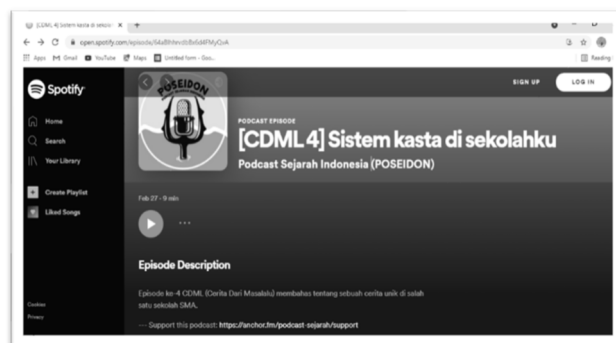 [CDML 4] Sistem kasta di sekola
open.spotify.com/episode/
Apps Gmail YouTube Maps Untitled form - Goo...
Reading
Spotify
Home
Search
Your Library
Create Playlist
Liked Songs
Cookies
Privacy
POSEIDON
SIGN UP
LOG IN
PODCAST EPISODE
[CDML 4] Sistem kasta di sekolahku
Podcast Sejarah Indonesia (POSEIDON)
Feb 27 · 9 min
Episode Description
Episode ke-4 CDML (Cerita Dari Masalalu) membahas tentang sebuah cerita unik di salah
satu sekolah SMA.
--- Support this podcast: https://anchor.fm/podcast-sejarah/support